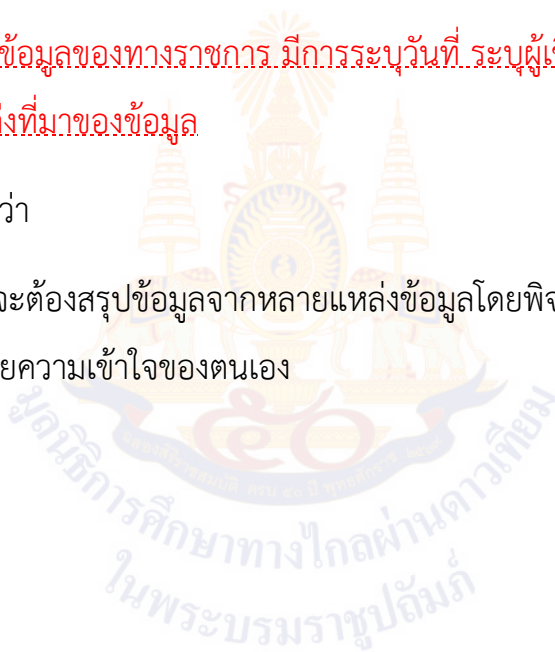 ข้อมูลของทางราชการ มีการระบุวันที่ ระบุผู้เ
ถึงที่มาของข้อมูล
ว่า
จะต้องสรุปข้อมูลจากหลายแหล่งข้อมูลโดยพิจ
ยความเข้าใจของตนเอง
มูลนิธิการศึกษาทางไกลผ่านดาวเทียม
ในพระบรมราชูปถัมภ์